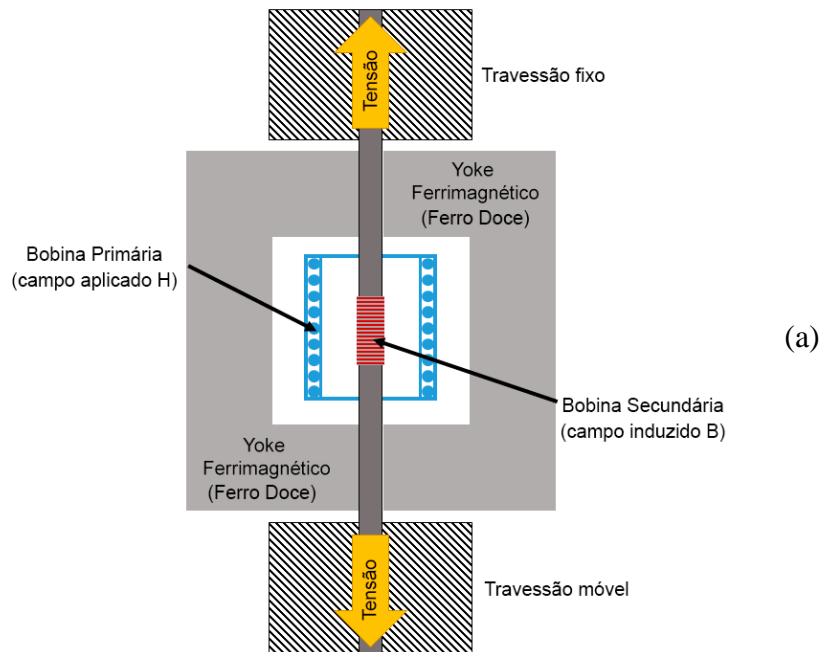 Tensão
Travessão fixo
Yoke
Ferrimagnético
(Ferro Doce)
Bobina Primária
(campo aplicado H)
(a)
Bobina Secundária
(campo induzido B)
Yoke
Ferrimagnético
(Ferro Doce)
Tensão
Travessão móvel